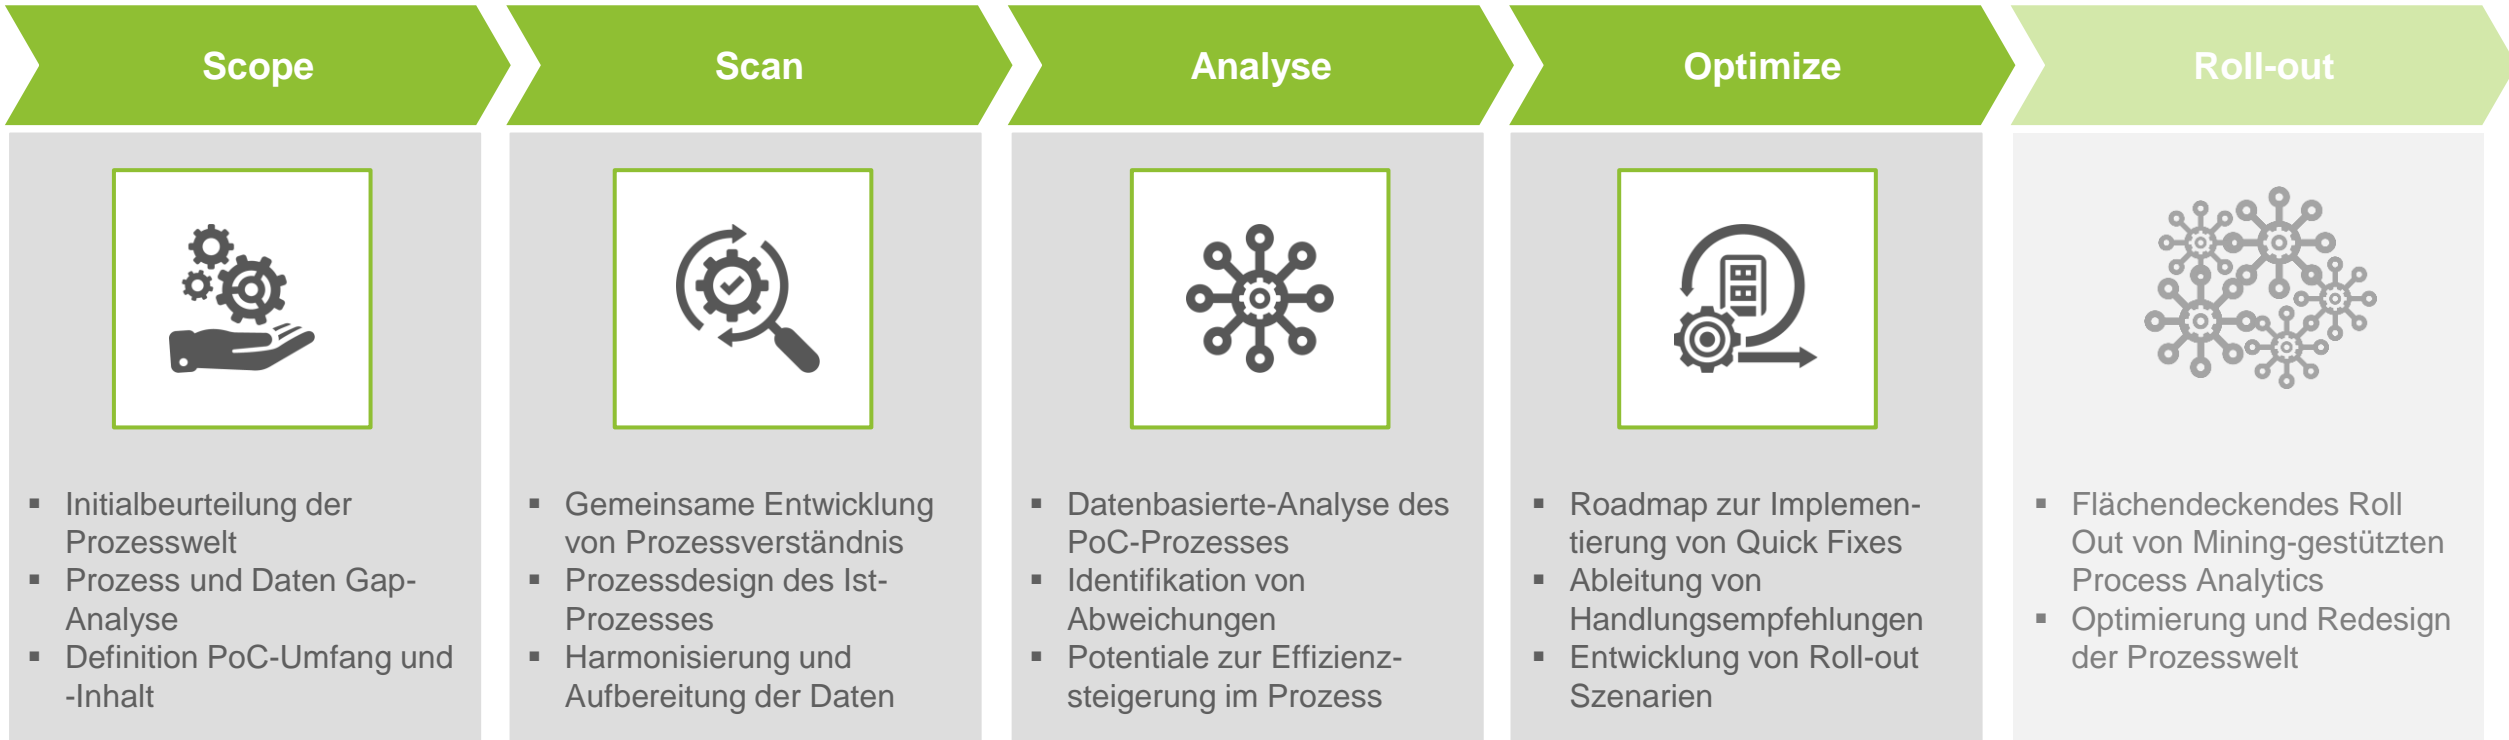 Scope
Scan
Analyse
Optimize
Roll-out
▪ Initialbeurteilung der
Prozesswelt
▪ Prozess und Daten Gap-
Analyse
▪ Definition PoC-Umfang und
-Inhalt
▪ Gemeinsame Entwicklung
von Prozessverständnis
▪ Prozessdesign des Ist-
Prozesses
▪ Harmonisierung und
Aufbereitung der Daten
▪ Datenbasierte-Analyse des
PoC-Prozesses
▪ Identifikation von
Abweichungen
▪ Potentiale zur Effizienz-
steigerung im Prozess
▪ Roadmap zur Implemen-
tierung von Quick Fixes
▪ Ableitung von
Handlungsempfehlungen
▪ Entwicklung von Roll-out
Szenarien
▪ Flächendeckendes Roll
Out von Mining-gestützten
Process Analytics
▪ Optimierung und Redesign
der Prozesswelt